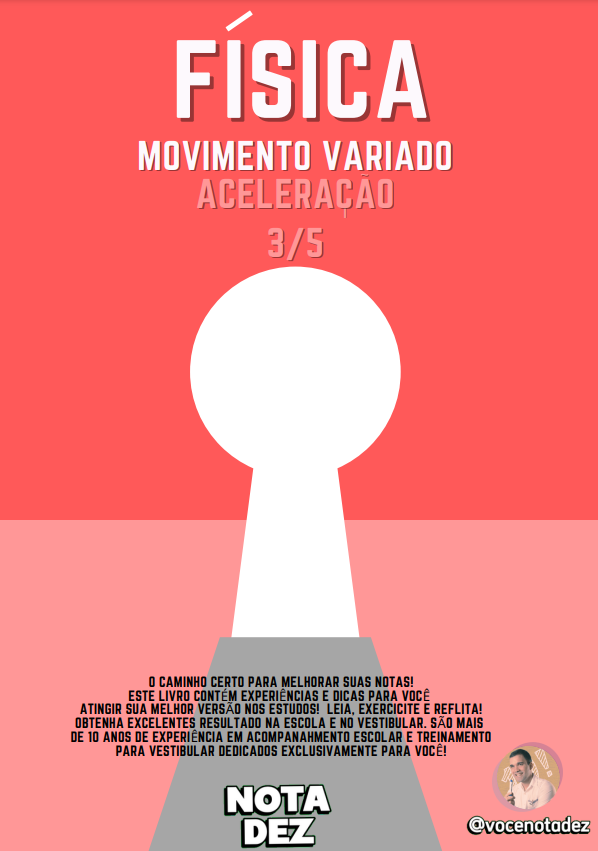 FÍSICA
MOVIMENTO VARIADO
ACELERAÇÃO
3/5
O CAMINHO CERTO PARA MELHORAR SUAS NOTAS!
ESTE LIVRO CONTÉM EXPERIÊNCIAS E DICAS PARA VOCÊ
ATINGIR SUA MELHOR VERSÃO NOS ESTUDOS! LEIA, EXERCICITE E REFLITA!
OBTENHA EXCELENTES RESULTADO NA ESCOLA E NO VESTIBULAR. SÃO MAIS
DE 10 ANOS DE EXPERIÊNCIA EM ACOMPANAHMENTO ESCOLAR E TREINAMENTO
PARA VESTIBULAR DEDICADOS EXCLUSIVAMENTE PARA VOCÊ!
NOTA
DEZ
@vocenotadez